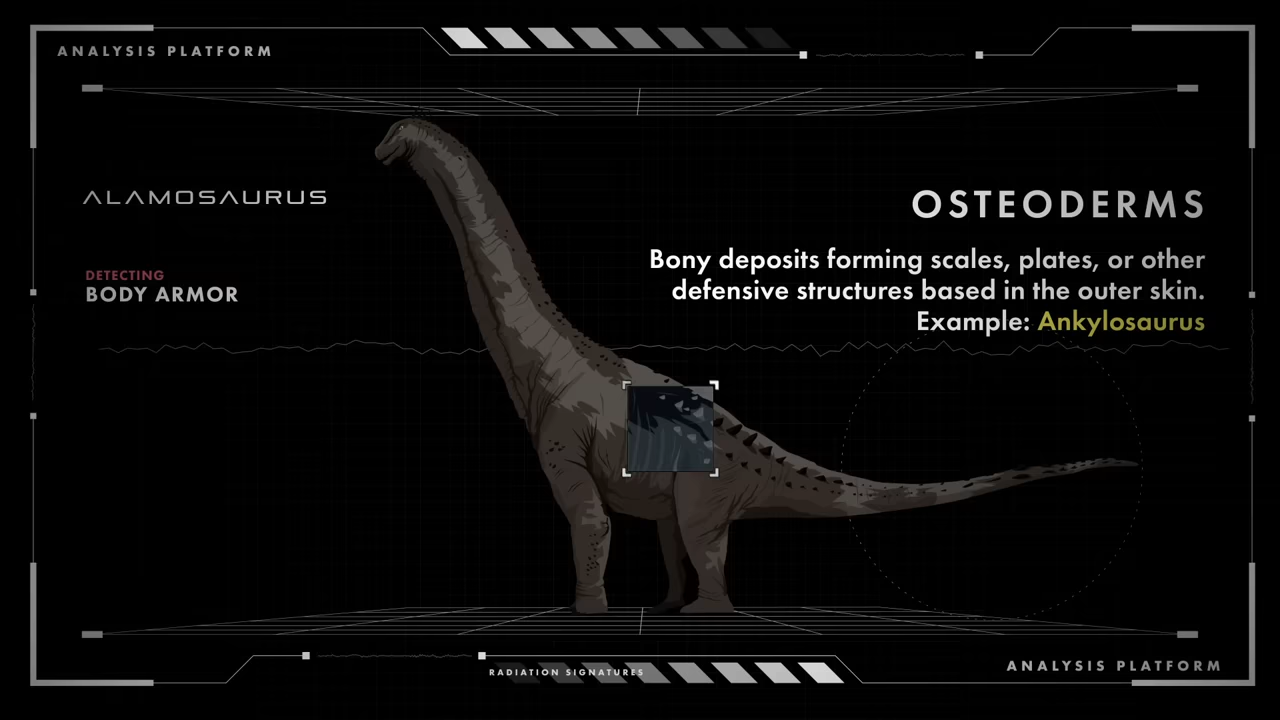 ANALYSIS PLATFORM
ALAMOSAURUS
DETECTING
BODY ARMOR
OSTEODERMS
Bony deposits forming scales, plates, or other
defensive structures based in the outer skin.
Example: Ankylosaurus
RADIATION SIGNATURES
ANALYSIS PLATFORM